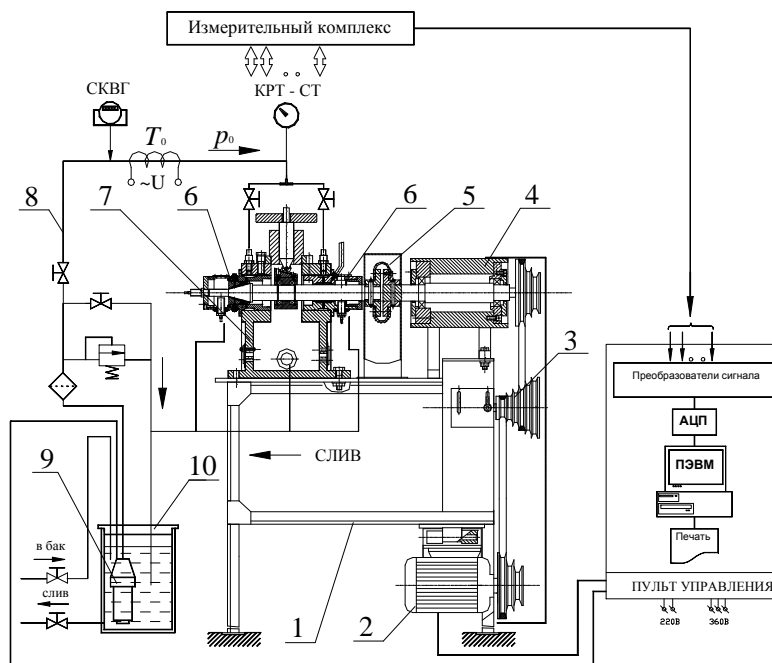 Измерительный комплекс
СКВГ
КРТ - СТ
T₀
p₀
~U
8
7
6
6
5
4
3
Преобразователи сигнала
АЦП
ПЭВМ
Печать
СЛИВ
9
10
в бак
слив
1
2
ПУЛЬТ УПРАВЛЕНИЯ
220В
360В